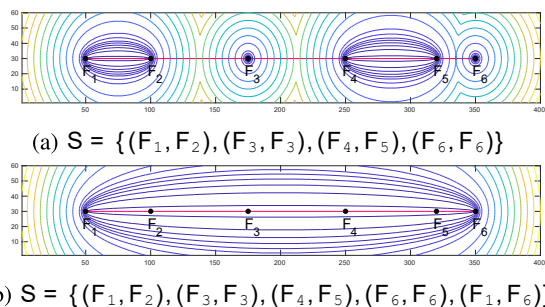 60
50
40
30
20
10
F₁ F₂ F₃ F₄ F₅ F₆
50 100 150 200 250 300 350 400
(a) S = {(F₁,F₂),(F₃,F₃),(F₄,F₅),(F₆,F₆)}
60
50
40
30
20
10
F₁ F₂ F₃ F₄ F₅ F₆
50 100 150 200 250 300 350 400
) S = {(F₁,F₂),(F₃,F₃),(F₄,F₅),(F₆,F₆),(F₁,F₆)}